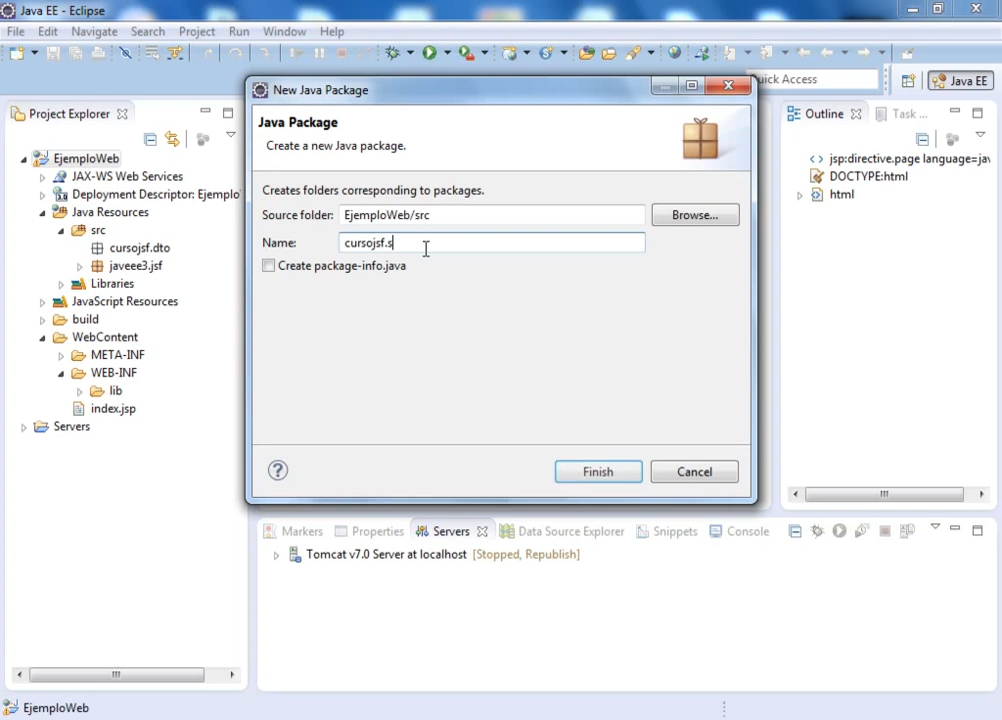 Java EE - Eclipse
File Edit Navigate Search Project Run Window Help
uick Access
Java EE
Project Explorer
EjemploWeb
JAX-WS Web Services
Deployment Descriptor: Ejemplo
Java Resources
src
cursojsf.dto
javeee3.jsf
Libraries
JavaScript Resources
build
WebContent
META-INF
WEB-INF
lib
index.jsp
Servers
New Java Package
Java Package
Create a new Java package.
Creates folders corresponding to packages.
Source folder: EjemploWeb/src Browse...
Name: cursojsf.s
Create package-info.java
Finish Cancel
Outline Task ...
jsp:directive.page language=jav
DOCTYPE:html
html
Markers Properties Servers Data Source Explorer Snippets Console
Tomcat v7.0 Server at localhost [Stopped, Republish]
EjemploWeb